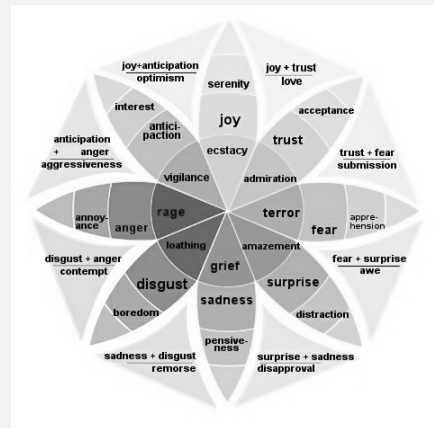 joy+anticipation
optimism
joy + trust
love
serenity
interest
acceptance
joy
antici-
paction
trust
anticipation
+ anger
aggressiveness
ecstacy
trust + fear
submission
vigilance
admiration
annoy-
ance
anger
rage
terror
fear
appre-
hension
loathing
amazement
disgust + anger
contempt
grief
fear + surprise
awe
disgust
surprise
sadness
boredom
distraction
pensive-
ness
sadness + disgust
remorse
surprise + sadness
disapproval